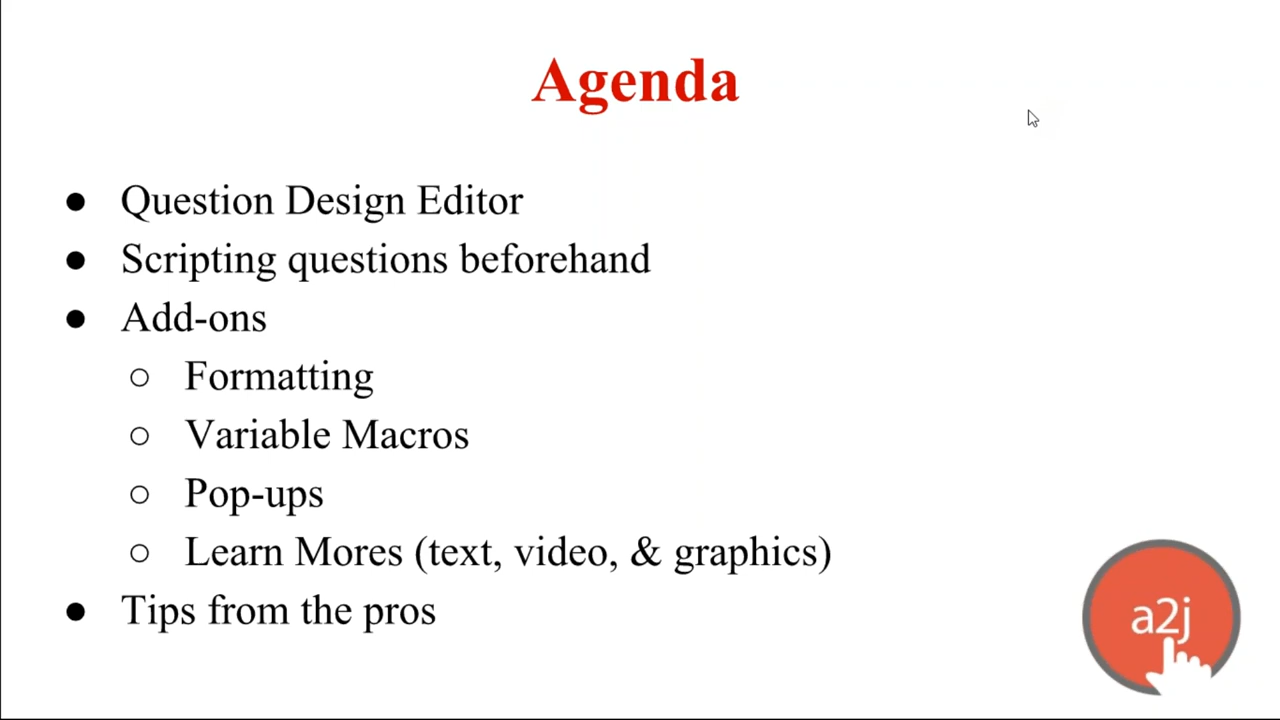 Agenda
● Question Design Editor
● Scripting questions beforehand
● Add-ons
○ Formatting
○ Variable Macros
○ Pop-ups
○ Learn Mores (text, video, & graphics)
● Tips from the pros
a2j